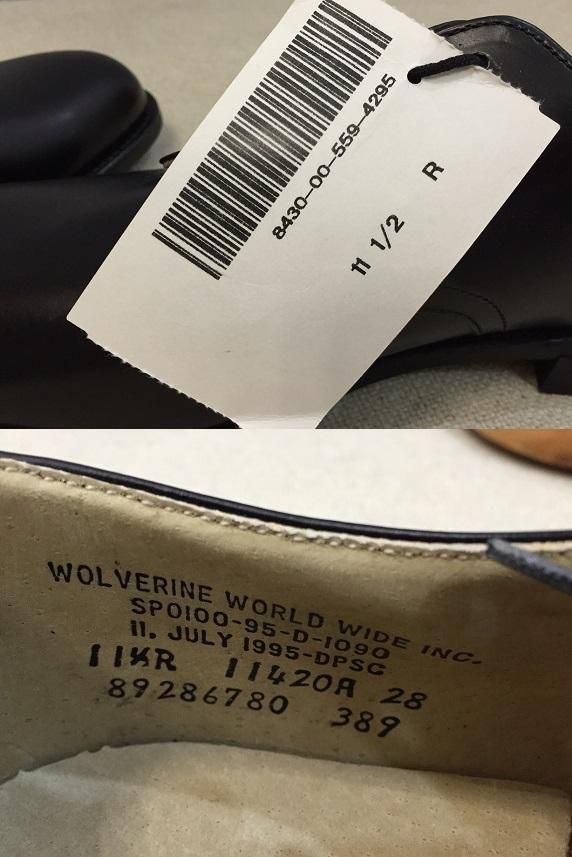 8430-00-559-4295
11 1/2 R
WOLVERINE WORLD WIDE INC.
SP0100-95-D-1090
11. JULY 1995-DPSC
11½R 11420A 28
89286780 389